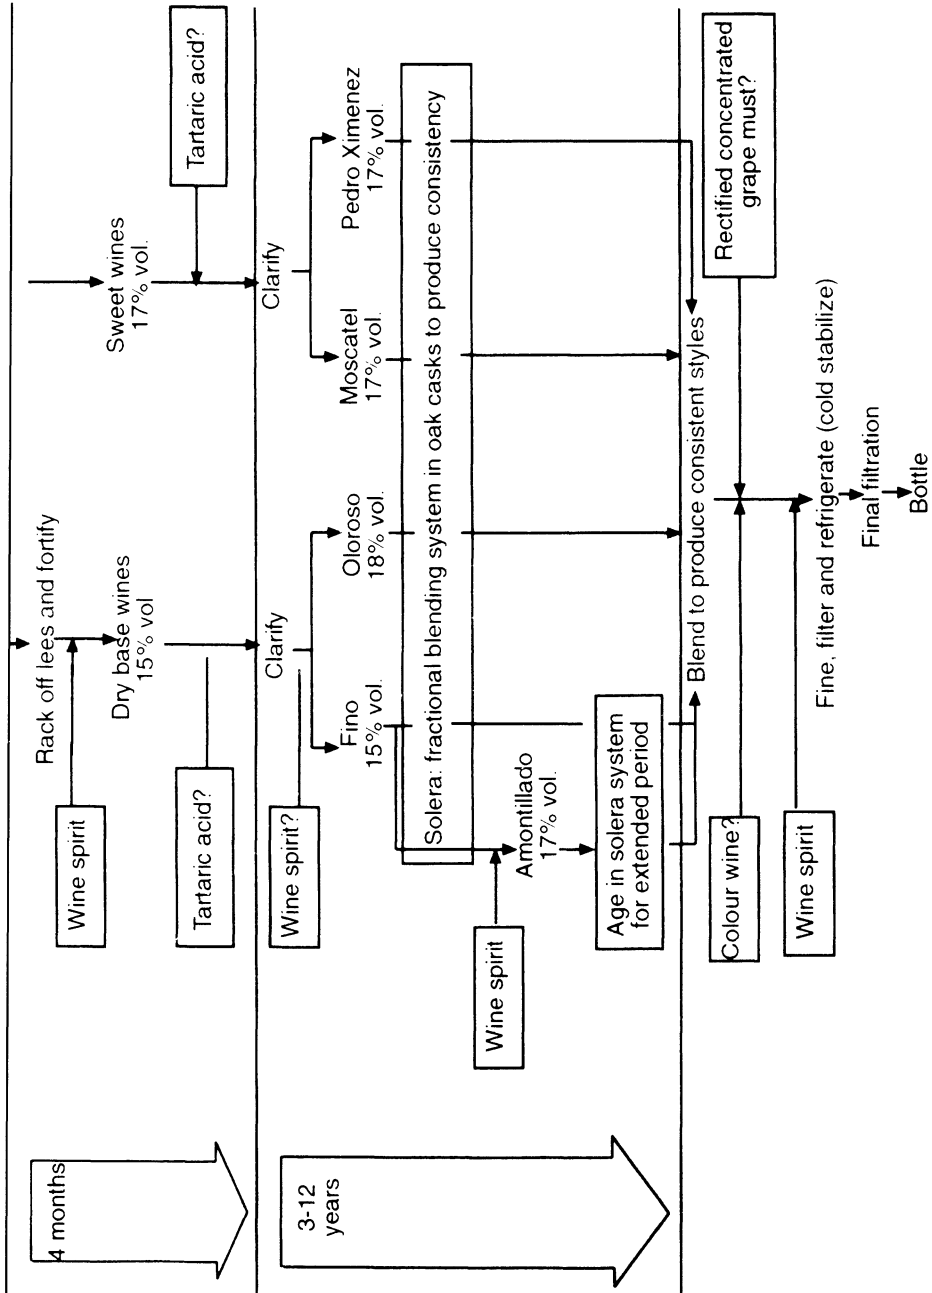 Rack off lees and fortify
Wine spirit
Dry base wines
15% vol
Tartaric acid?
Sweet wines
17% vol.
Tartaric acid?
4 months
Clarify
Clarify
Wine spirit?
Fino
15% vol.
Oloroso
18% vol.
Moscatel
17% vol.
Pedro Ximenez
17% vol.
Solera: fractional blending system in oak casks to produce consistency
Wine spirit
Amontillado
17% vol.
Age in solera system
for extended period
3-12
years
Blend to produce consistent styles
Colour wine?
Rectified concentrated
grape must?
Wine spirit
Fine, filter and refrigerate (cold stabilize)
Final filtration
Bottle